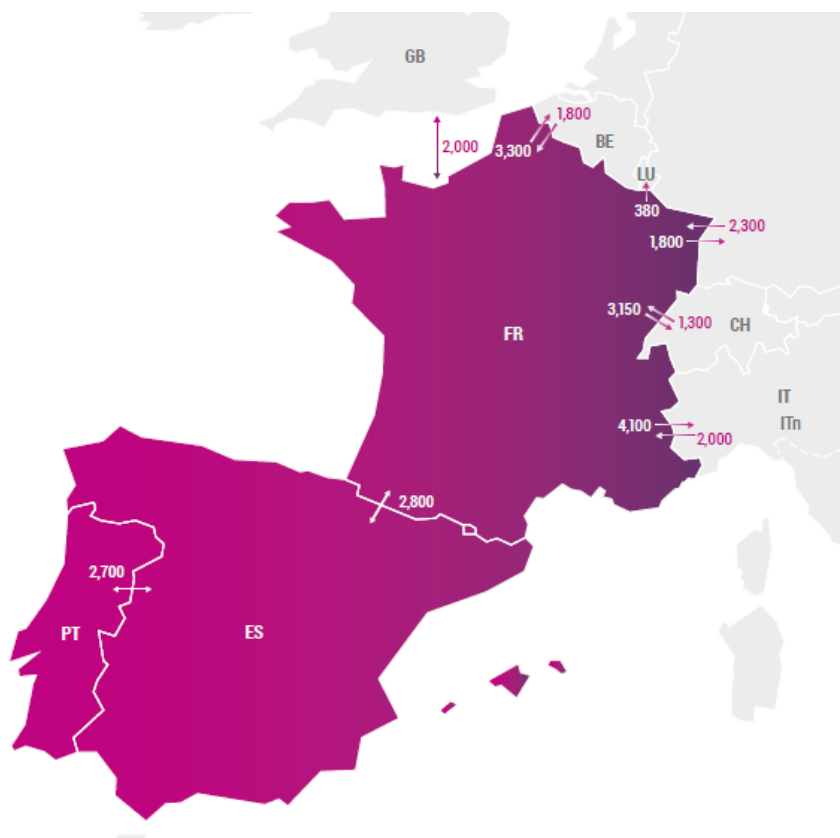 GB
1,800
2,000
3,300
BE
LU
380
2,300
1,800
3,150
1,300
CH
FR
IT
4,100
ITn
2,000
2,800
2,700
PT
ES